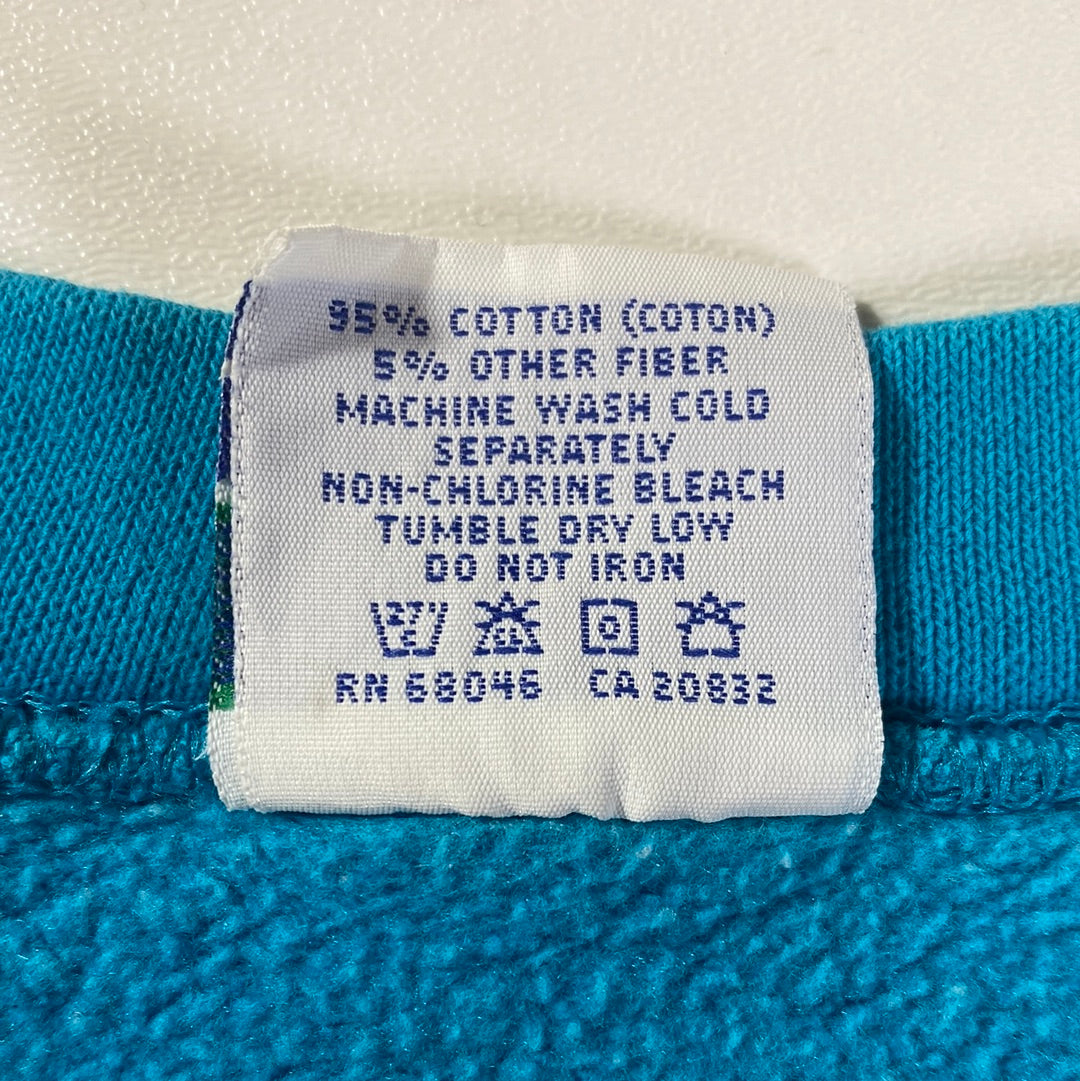 95% COTTON (COTON)
5% OTHER FIBER
MACHINE WASH COLD
SEPARATELY
NON-CHLORINE BLEACH
TUMBLE DRY LOW
DO NOT IRON
RN 68046 CA 20832